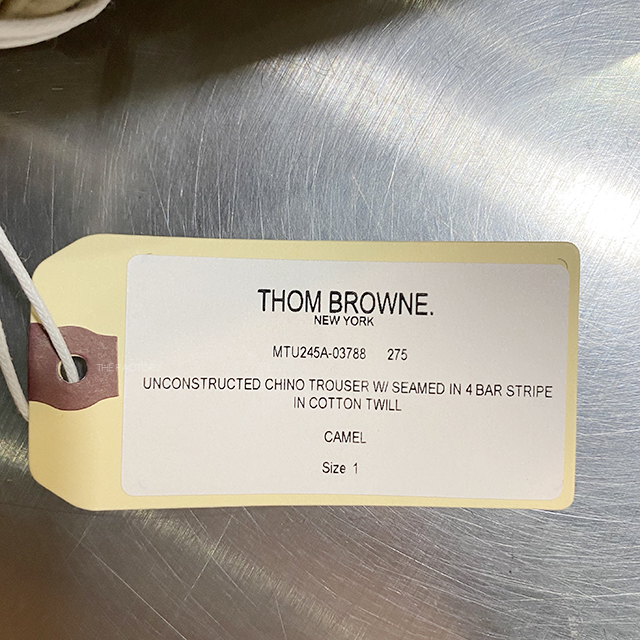 THOM BROWNE.
NEW YORK
MTU245A-03788 275
UNCONSTRUCTED CHINO TROUSER W/ SEAMED IN 4 BAR STRIPE
IN COTTON TWILL
CAMEL
Size 1